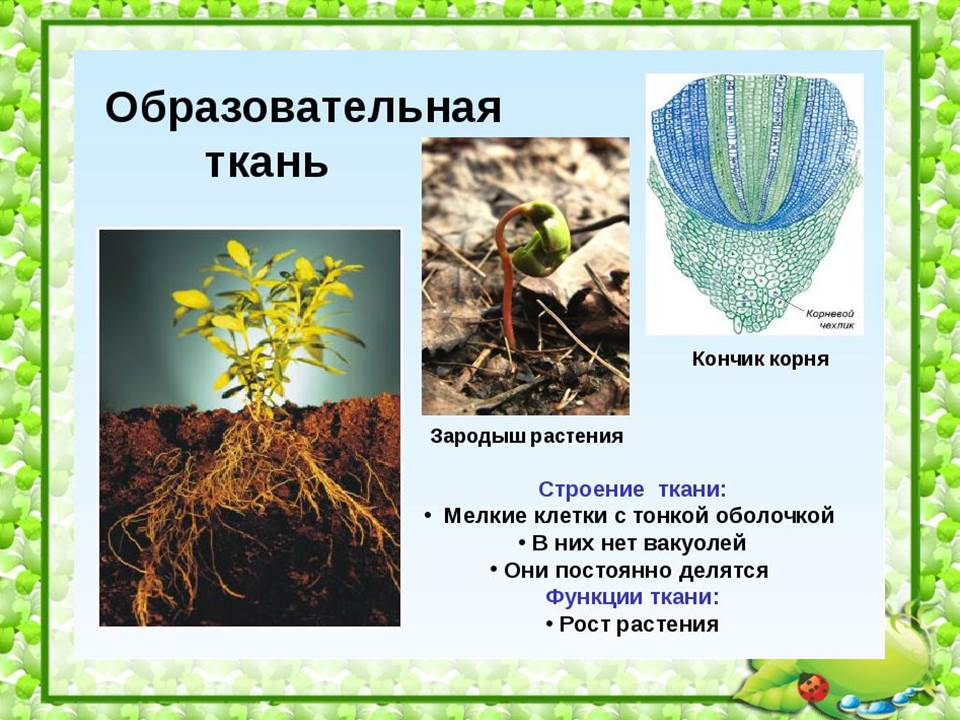 Образовательная
ткань
Корневой
чехлик
Кончик корня
Зародыш растения
Строение ткани:
• Мелкие клетки с тонкой оболочкой
• В них нет вакуолей
• Они постоянно делятся
Функции ткани:
• Рост растения